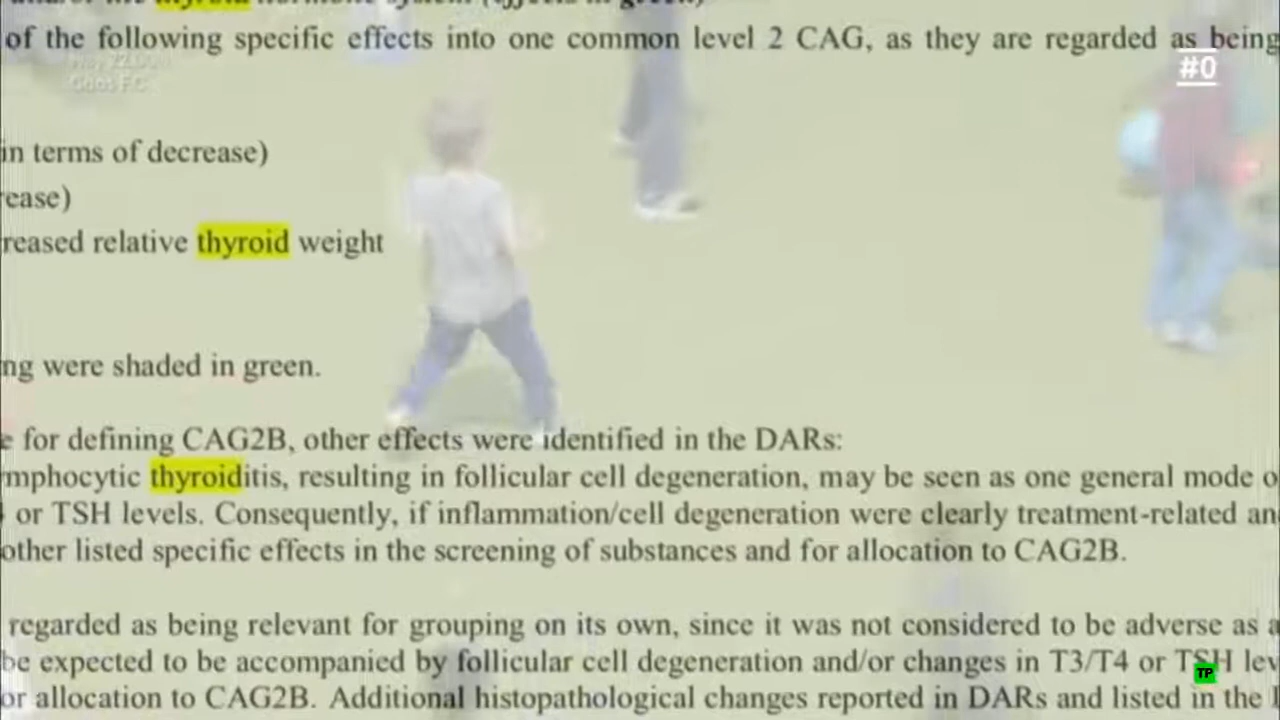 thyroid hormone system (effects in green)
of the following specific effects into one common level 2 CAG, as they are regarded as being
#0
in terms of decrease)
rease)
reased relative thyroid weight
ng were shaded in green.
e for defining CAG2B, other effects were identified in the DARs:
mphocytic thyroiditis, resulting in follicular cell degeneration, may be seen as one general mode o
or TSH levels. Consequently, if inflammation/cell degeneration were clearly treatment-related an
other listed specific effects in the screening of substances and for allocation to CAG2B.
regarded as being relevant for grouping on its own, since it was not considered to be adverse as a
be expected to be accompanied by follicular cell degeneration and/or changes in T3/T4 or TSH lev
TP
or allocation to CAG2B. Additional histopathological changes reported in DARs and listed in the